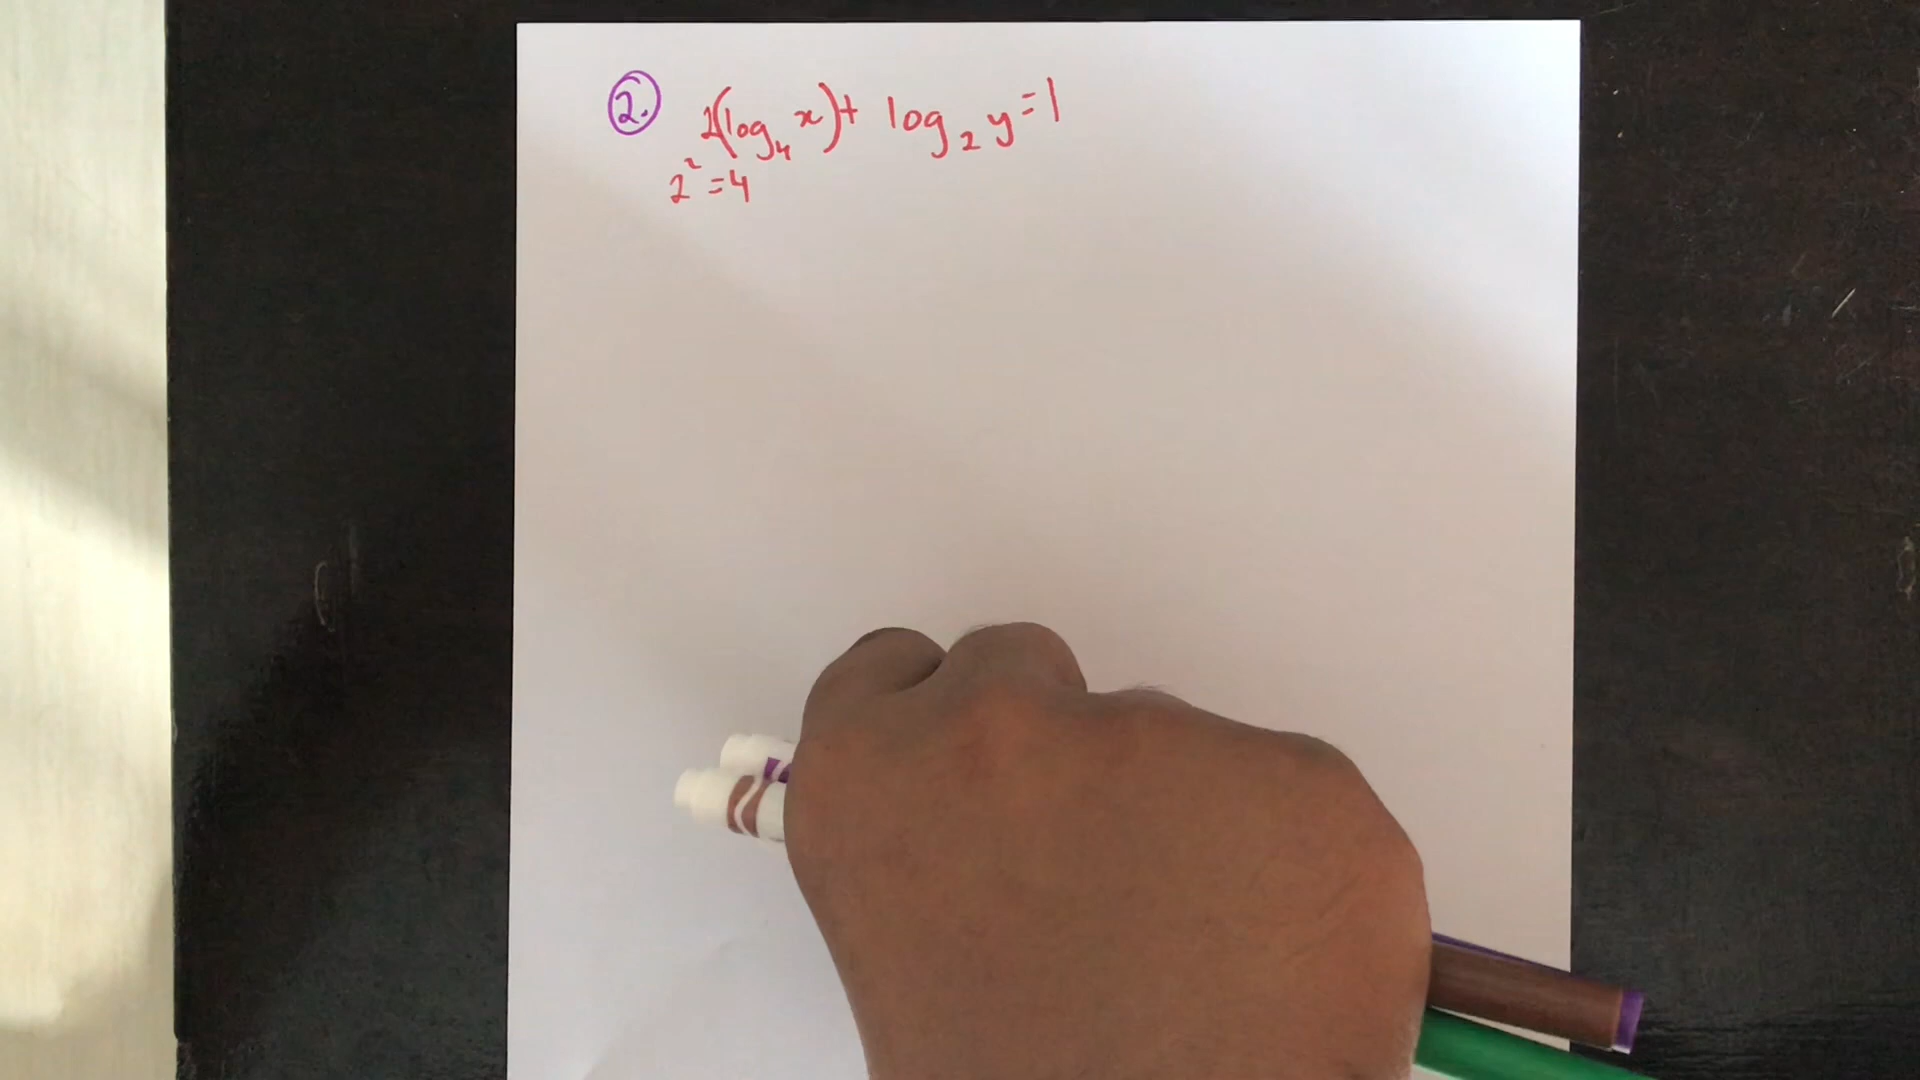 2. 2(log₄ x) + log₂ y = 1
2² = 4